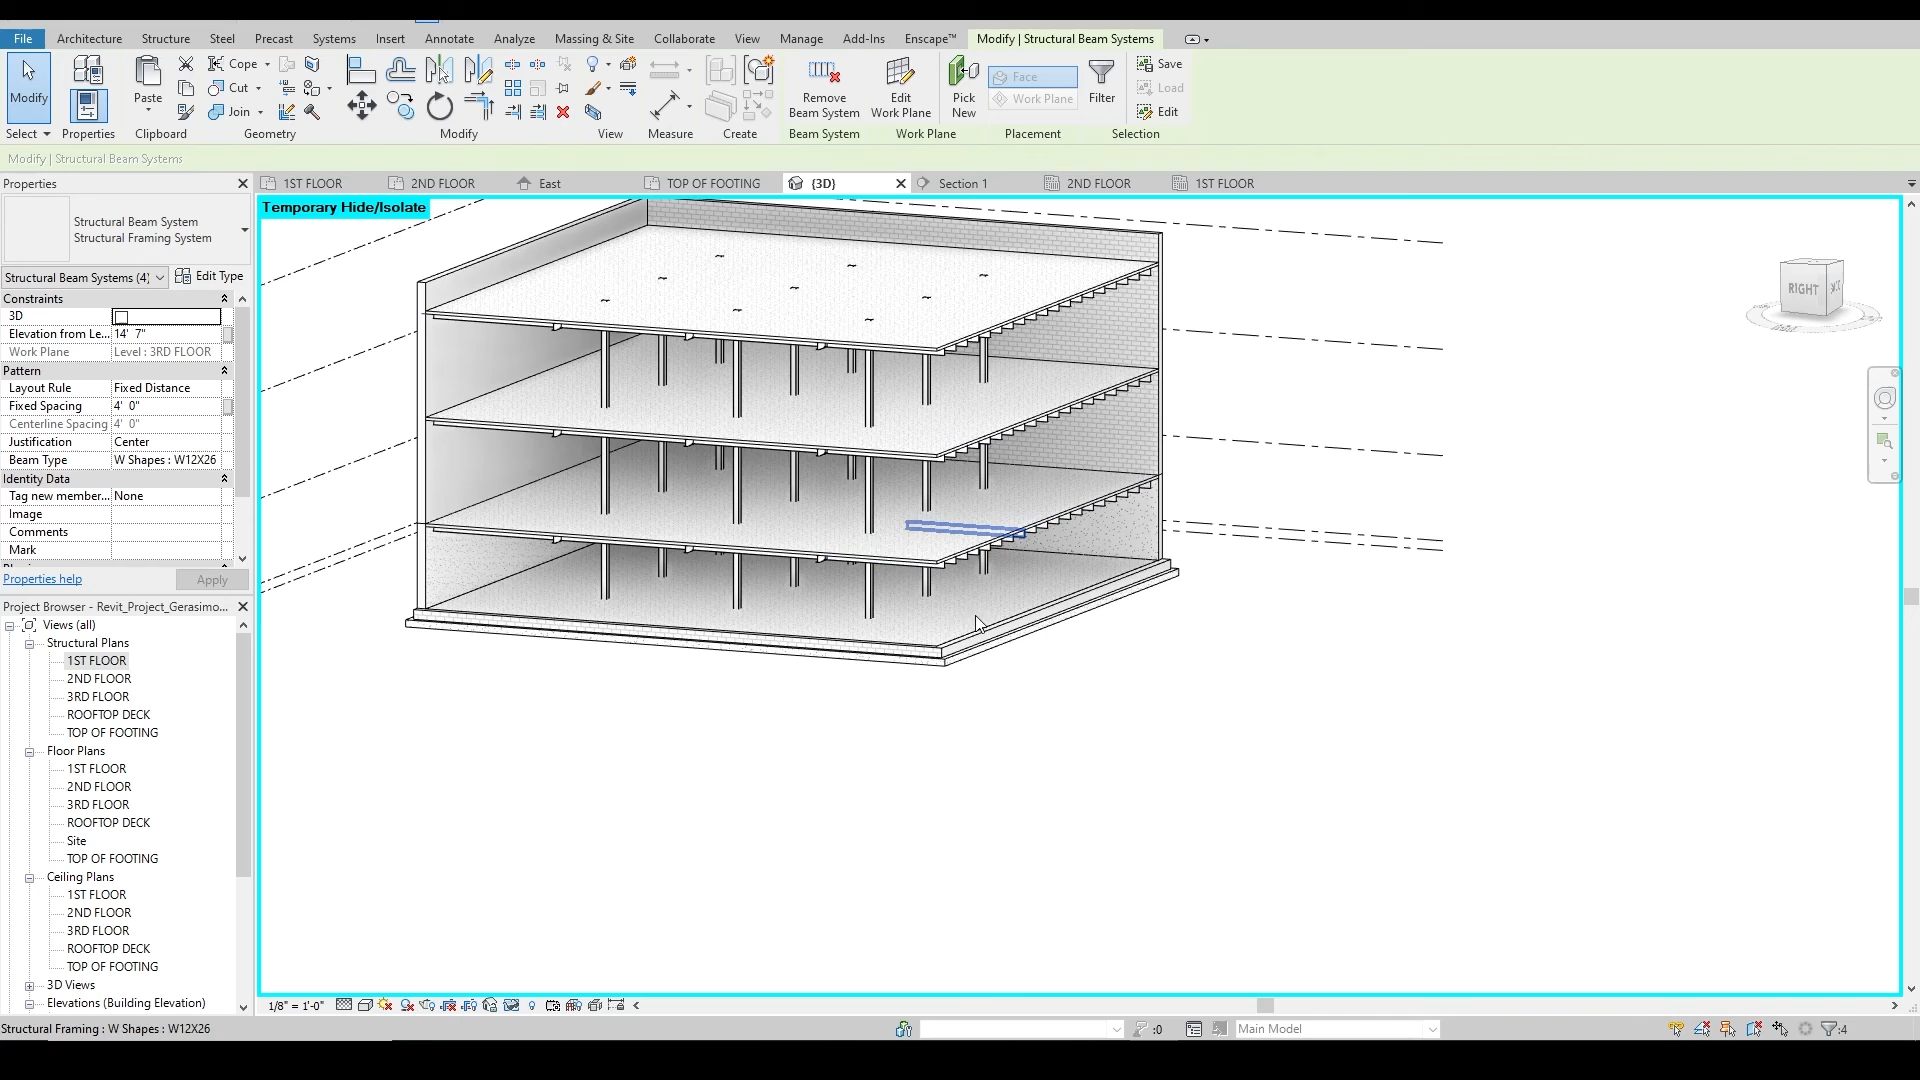 File Architecture Structure Steel Precast Systems Insert Annotate Analyze Massing & Site Collaborate View Manage Add-Ins Enscape™ Modify | Structural Beam Systems
Modify
Paste
Cope
Cut
Join
Remove
Beam System
Edit
Work Plane
Pick
New
Face
Work Plane
Filter
Save
Load
Edit
Select Properties Clipboard Geometry Modify View Measure Create Beam System Work Plane Placement Selection
Modify | Structural Beam Systems
Properties
1ST FLOOR 2ND FLOOR East TOP OF FOOTING {3D} Section 1 2ND FLOOR 1ST FLOOR
Structural Beam System
Structural Framing System
Structural Beam Systems (4) Edit Type
Constraints
3D
Elevation from Le... 14' 7"
Work Plane Level : 3RD FLOOR
Pattern
Layout Rule Fixed Distance
Fixed Spacing 4' 0"
Centerline Spacing 4' 0"
Justification Center
Beam Type W Shapes : W12X26
Identity Data
Tag new member... None
Image
Comments
Mark
Properties help Apply
Temporary Hide/Isolate
RIGHT
Project Browser - Revit_Project_Gerasimo...
Views (all)
Structural Plans
1ST FLOOR
2ND FLOOR
3RD FLOOR
ROOFTOP DECK
TOP OF FOOTING
Floor Plans
1ST FLOOR
2ND FLOOR
3RD FLOOR
ROOFTOP DECK
Site
TOP OF FOOTING
Ceiling Plans
1ST FLOOR
2ND FLOOR
3RD FLOOR
ROOFTOP DECK
TOP OF FOOTING
3D Views
Elevations (Building Elevation)
1/8" = 1'-0"
Structural Framing : W Shapes : W12X26 :0 Main Model :4